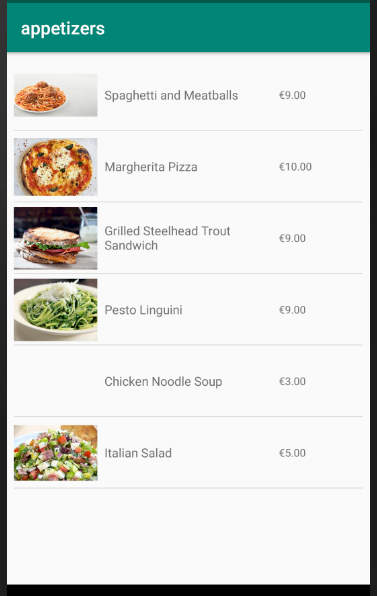 appetizers
Spaghetti and Meatballs €9.00
Margherita Pizza €10.00
Grilled Steelhead Trout
Sandwich €9.00
Pesto Linguini €9.00
Chicken Noodle Soup €3.00
Italian Salad €5.00